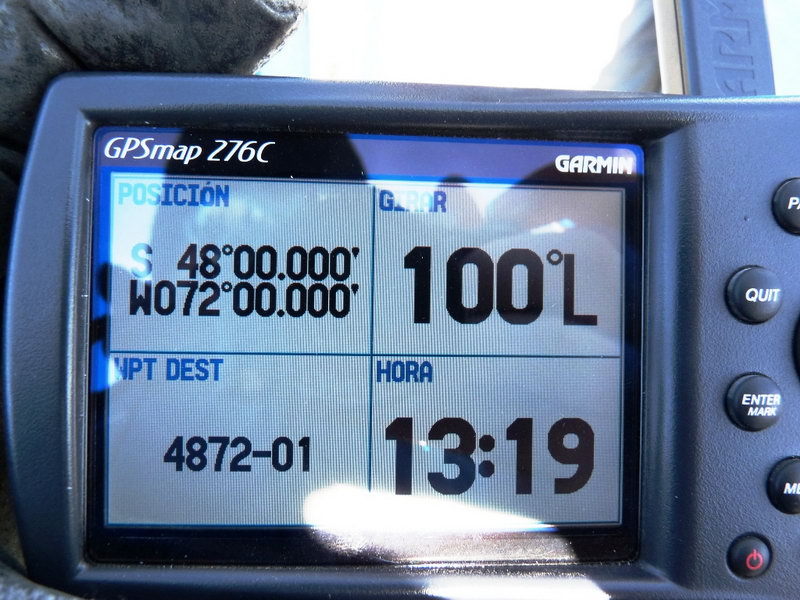 GPSmap 276C
GARMIN
POSICIÓN
S 48°00.000'
W072°00.000'
GIRAR
100°L
WPT DEST
4872-01
HORA
13:19
QUIT
ENTER
MARK